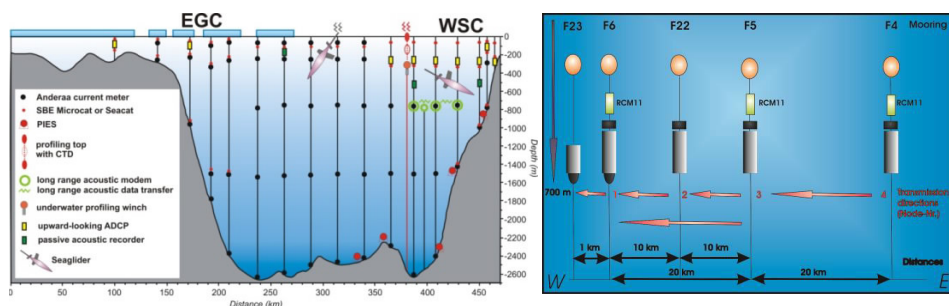 EGC
WSC
0
-200
-400
-600
-800
-1000
-1200
-1400
-1600
-1800
-2000
-2200
-2400
-2600
Depth (m)
Anderaa current meter
SBE Microcat or Seacat
PIES
profiling top
with CTD
long range acoustic modem
long range acoustic data transfer
underwater profiling winch
upward-looking ADCP
passive acoustic recorder
Seaglider
0 50 100 150 200 250 300 350 400 450
Distance (km)
F23 F6 F22 F5 F4 Mooring
RCM11 RCM11 RCM11
700 m
1 2 3 4
Transmission
directions
(Node-Nr.)
1 km 10 km 10 km Distances
20 km 20 km
W E